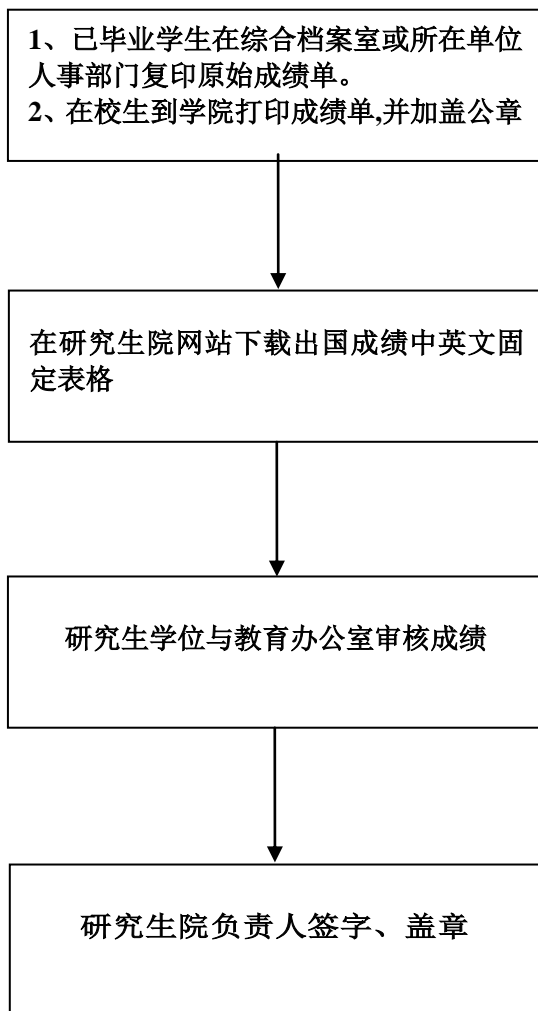 1、已毕业学生在综合档案室或所在单位
人事部门复印原始成绩单。
2、在校生到学院打印成绩单,并加盖公章
在研究生院网站下载出国成绩中英文固
定表格
研究生学位与教育办公室审核成绩
研究生院负责人签字、盖章